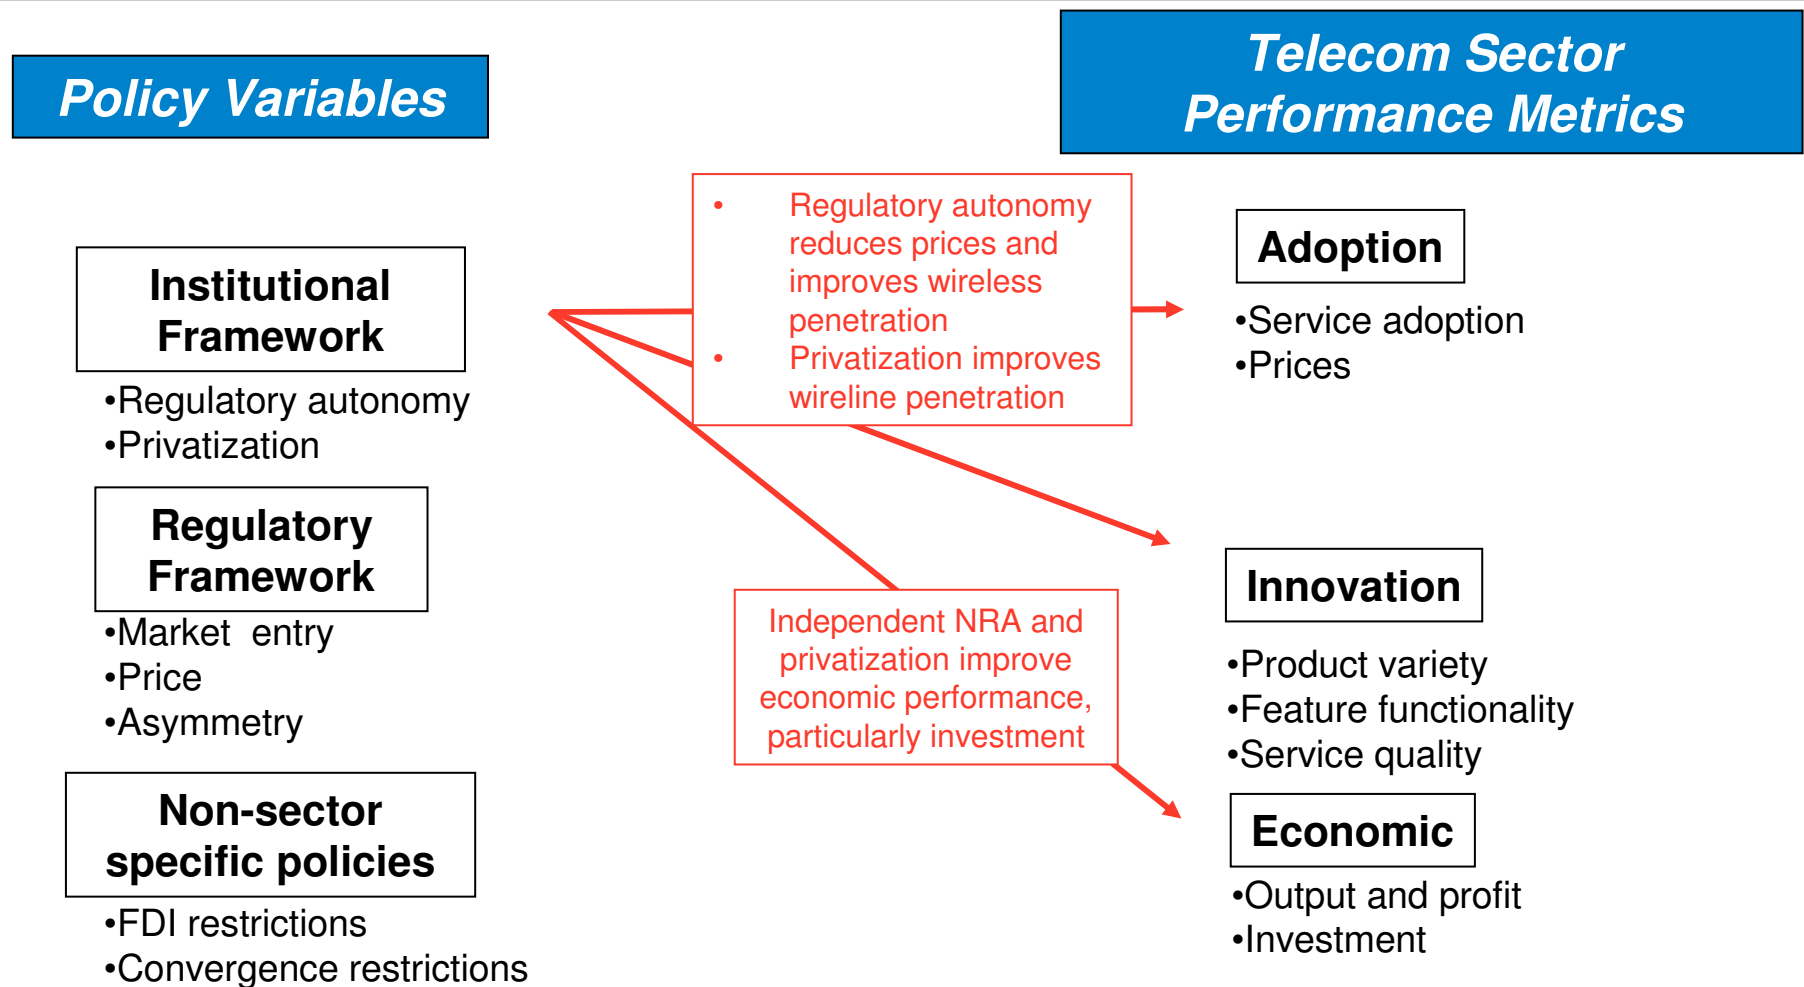 Policy Variables
Telecom Sector
Performance Metrics
Institutional
Framework
•Regulatory autonomy
•Privatization
Regulatory
Framework
•Market  entry
•Price
•Asymmetry
Non-sector
specific policies
•FDI restrictions
•Convergence restrictions
• Regulatory autonomy
reduces prices and
improves wireless
penetration
• Privatization improves
wireline penetration
Independent NRA and
privatization improve
economic performance,
particularly investment
Adoption
•Service adoption
•Prices
Innovation
•Product variety
•Feature functionality
•Service quality
Economic
•Output and profit
•Investment